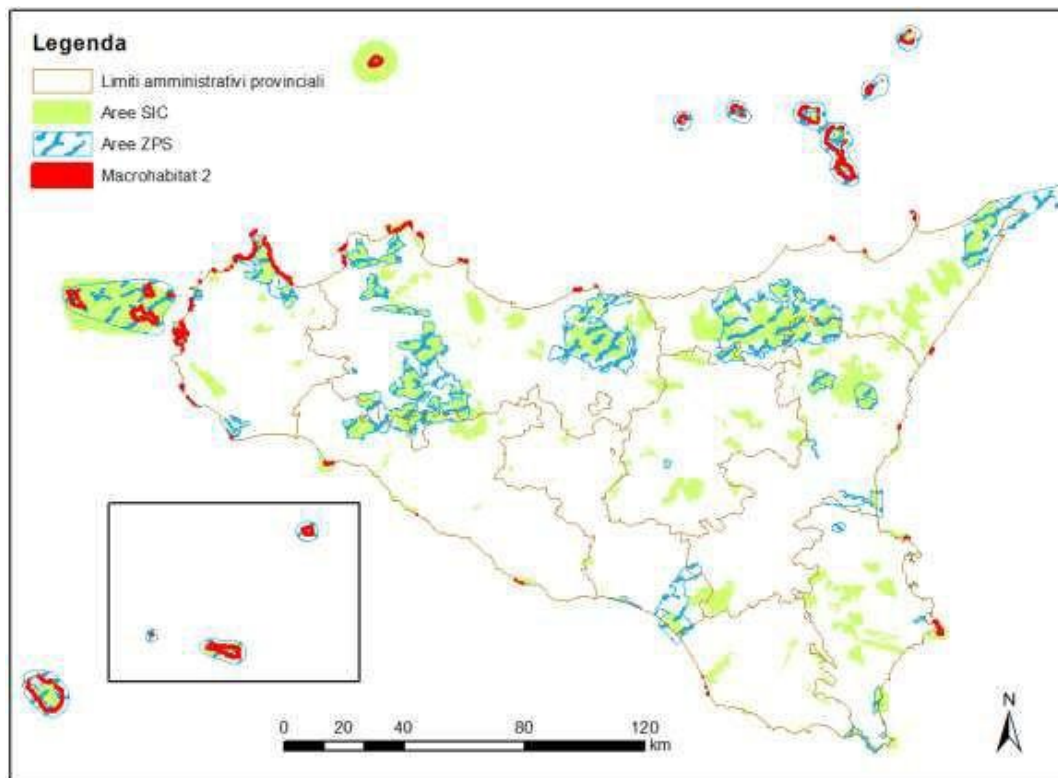 Legenda
Limiti amministrativi provinciali
Aree SIC
Aree ZPS
Macrohabitat 2
N
0 20 40 80 120
km